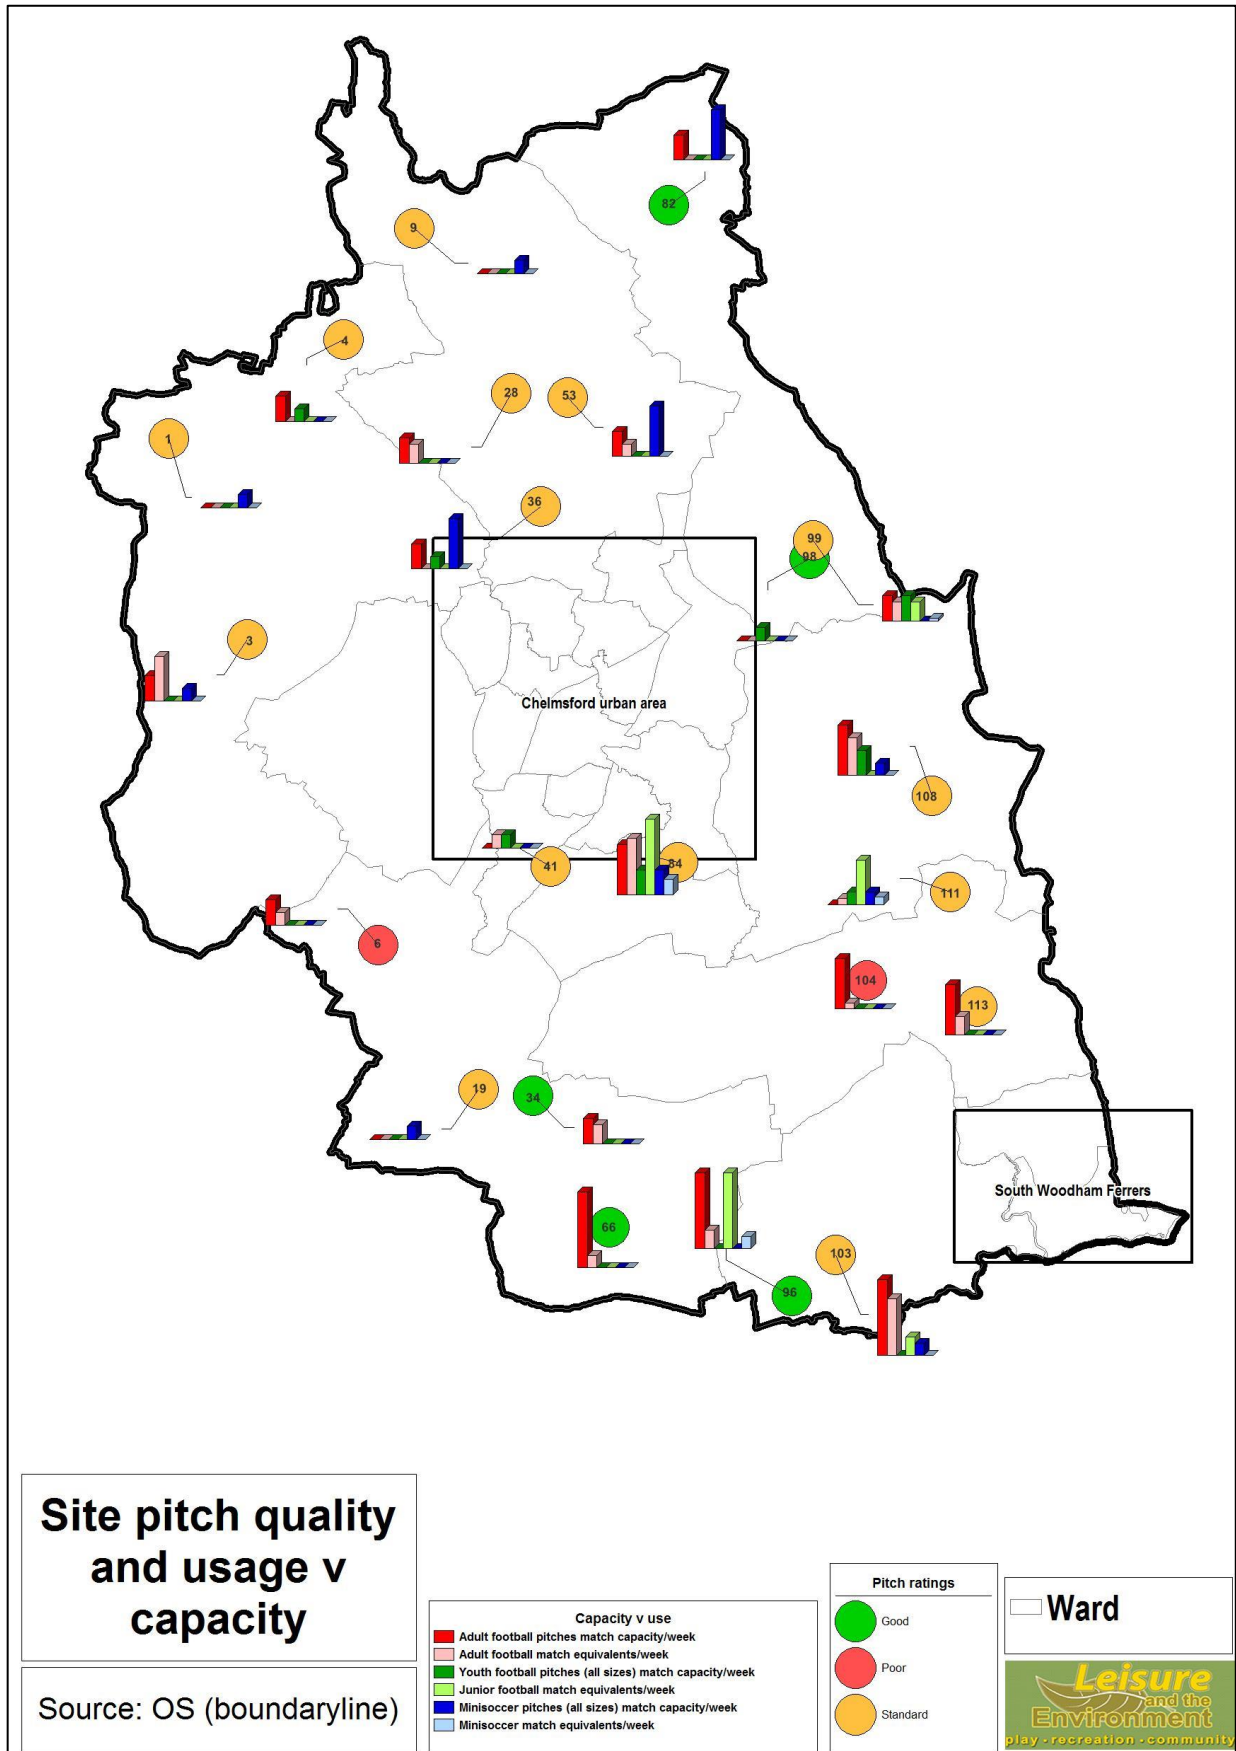 82
9
4
28
53
1
36
99
98
3
Chelmsford urban area
108
41
84
111
6
104
113
19
34
South Woodham Ferrers
66
103
96
Site pitch quality
and usage v
capacity
Source: OS (boundaryline)
Capacity v use
Adult football pitches match capacity/week
Adult football match equivalents/week
Youth football pitches (all sizes) match capacity/week
Junior football match equivalents/week
Minisoccer pitches (all sizes) match capacity/week
Minisoccer match equivalents/week
Pitch ratings
Good
Poor
Standard
Ward
Leisure
and the
Environment
play - recreation - community